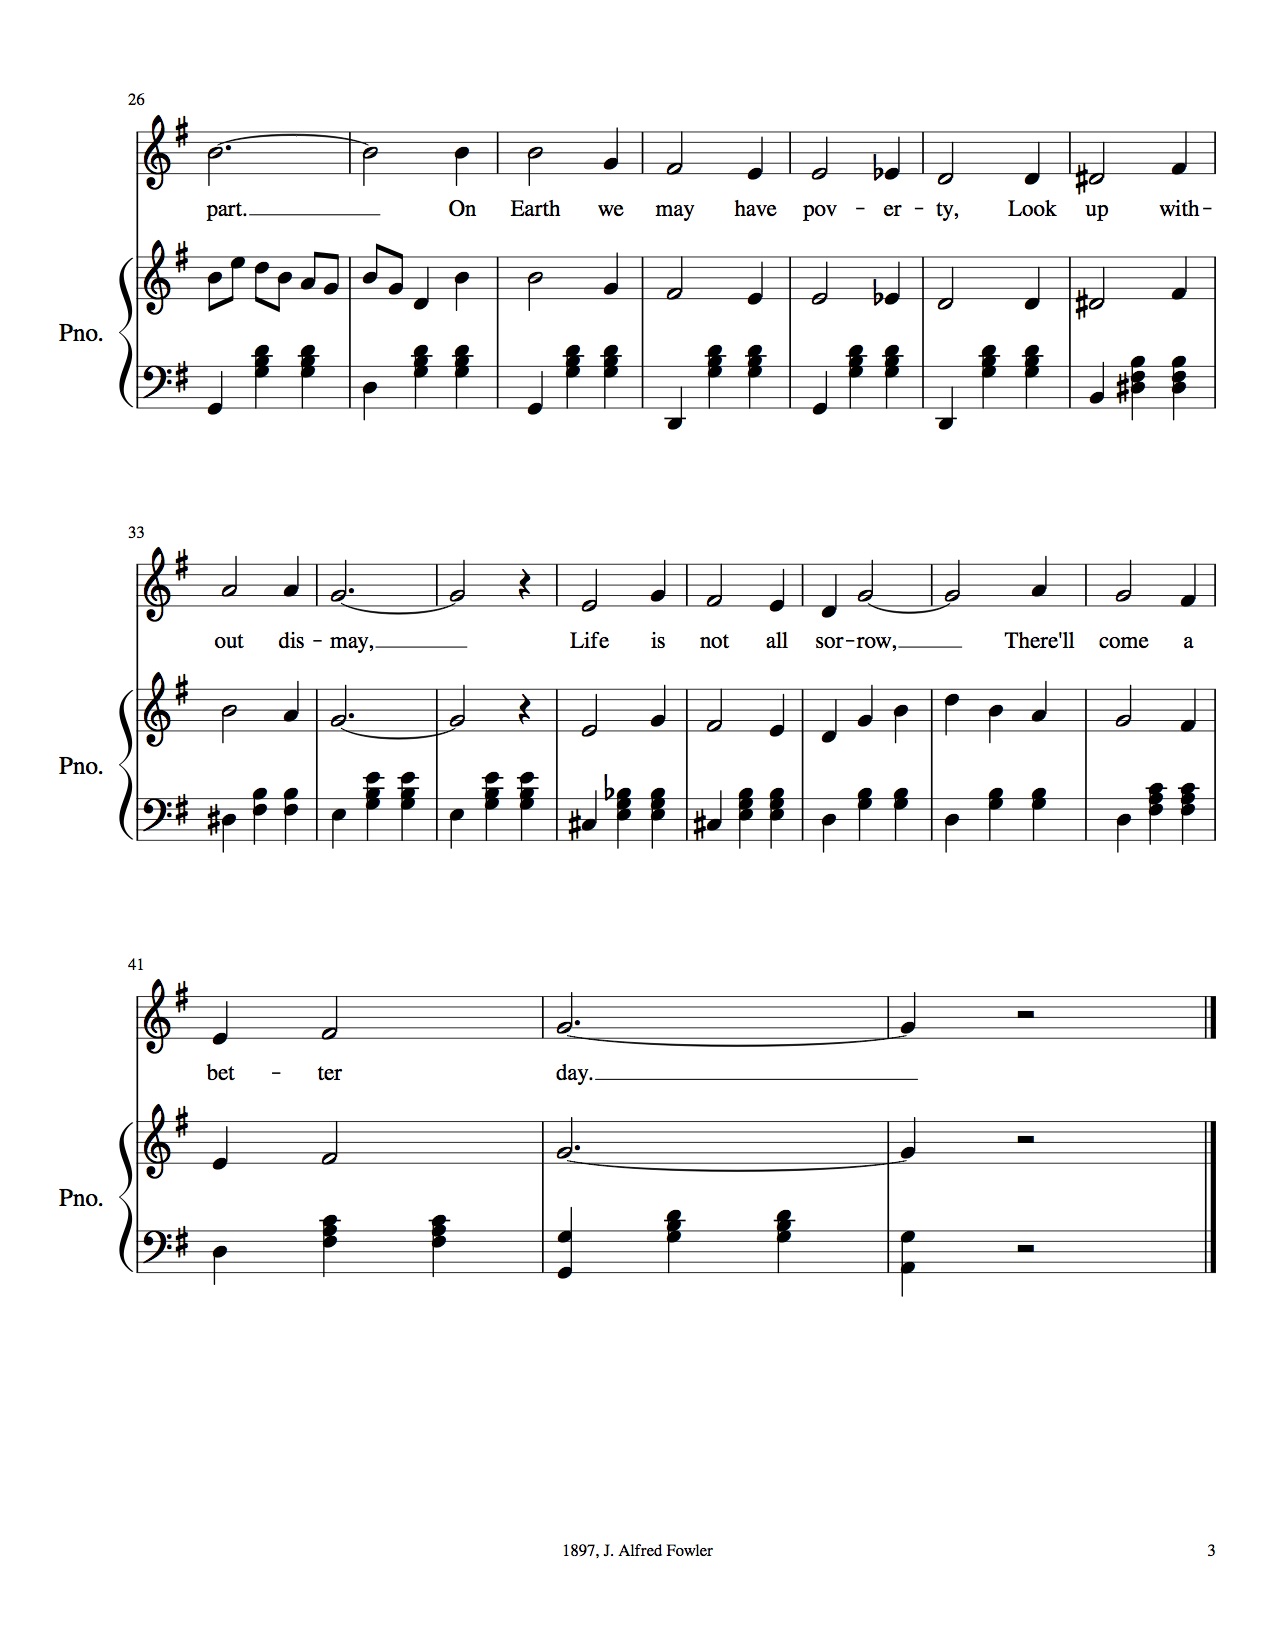 26
part. On Earth we may have pov - er - ty, Look up with-
Pno.
33
out dis - may, Life is not all sor - row, There'll come a
Pno.
41
bet - ter day.
Pno.
1897, J. Alfred Fowler 3